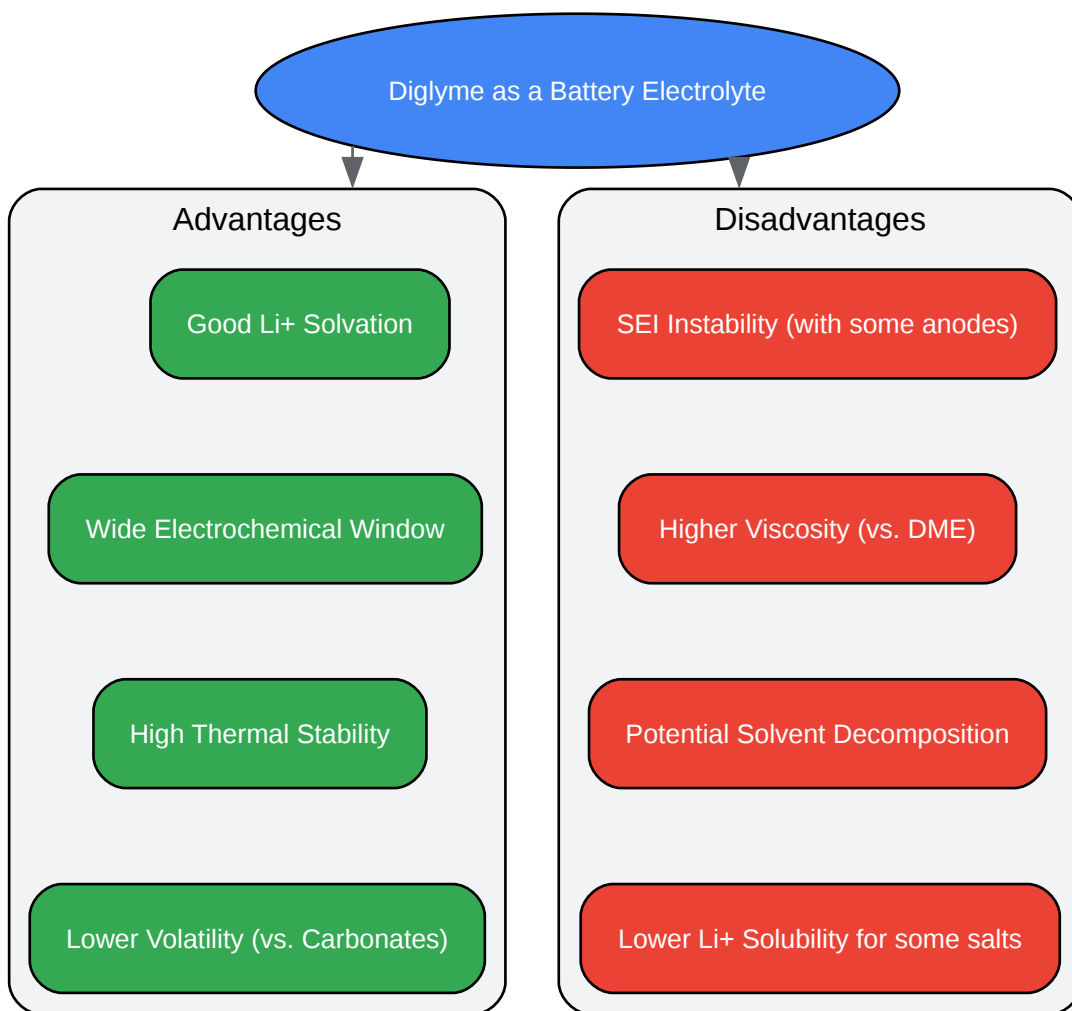 Diglyme as a Battery Electrolyte
Advantages
Good Li+ Solvation
Wide Electrochemical Window
High Thermal Stability
Lower Volatility (vs. Carbonates)
Disadvantages
SEI Instability (with some anodes)
Higher Viscosity (vs. DME)
Potential Solvent Decomposition
Lower Li+ Solubility for some salts